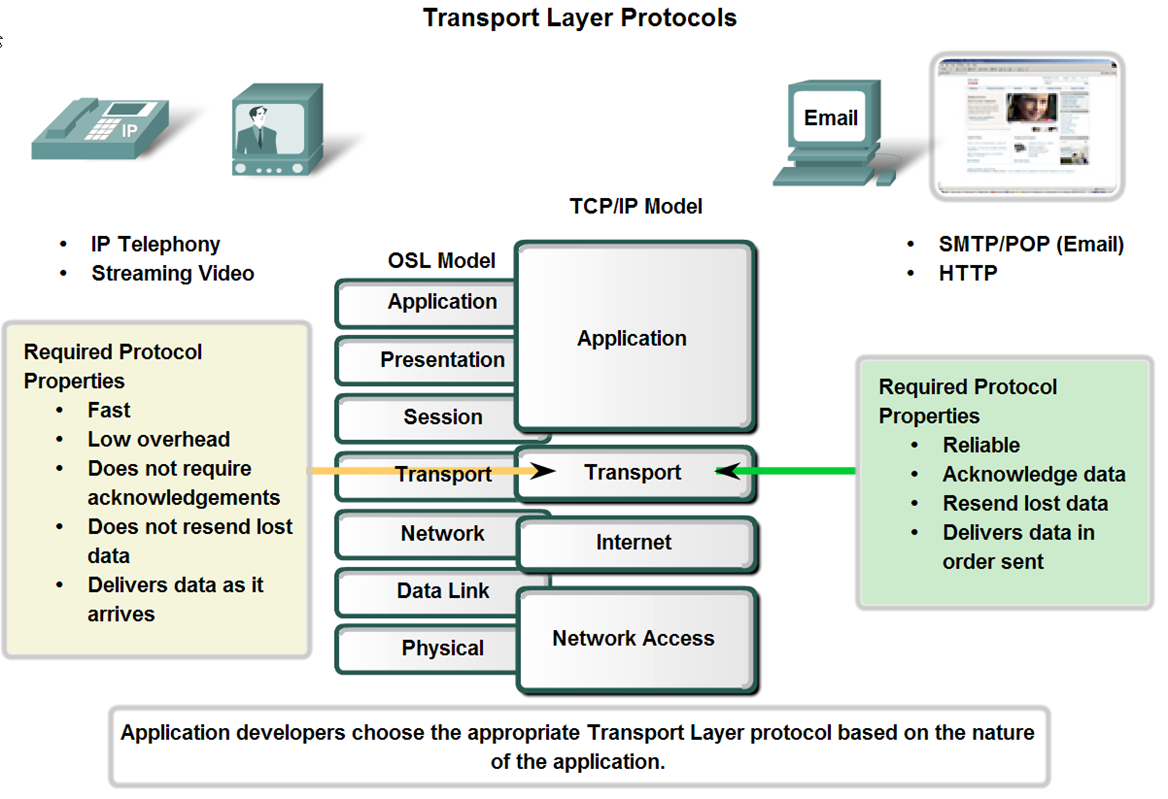 Transport Layer Protocols
IP
Email
IP Telephony
Streaming Video
SMTP/POP (Email)
HTTP
Required Protocol
Properties
Fast
Low overhead
Does not require
acknowledgements
Does not resend lost
data
Delivers data as it
arrives
OSL Model
Application
Presentation
Session
Transport
Network
Data Link
Physical
TCP/IP Model
Application
Transport
Internet
Network Access
Required Protocol
Properties
Reliable
Acknowledge data
Resend lost data
Delivers data in
order sent
Application developers choose the appropriate Transport Layer protocol based on the nature
of the application.